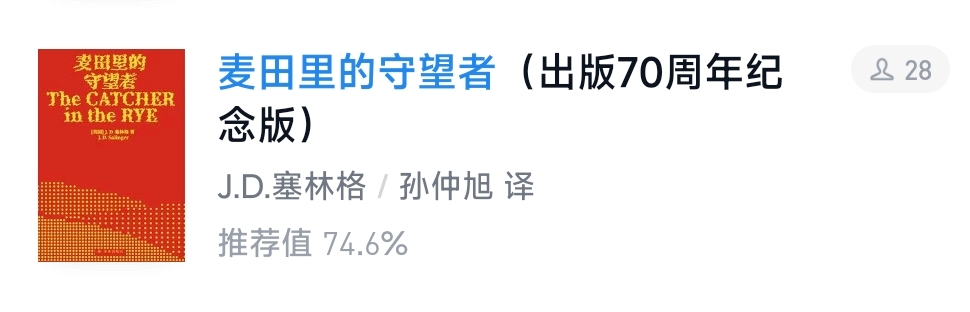 麦田里的
守望者
The CATCHER
in the RYE
[美国] J.D.塞林格 著
J.D. Salinger
麦田里的守望者（出版70周年纪
念版）
28
J.D.塞林格 / 孙仲旭 译
推荐值 74.6%